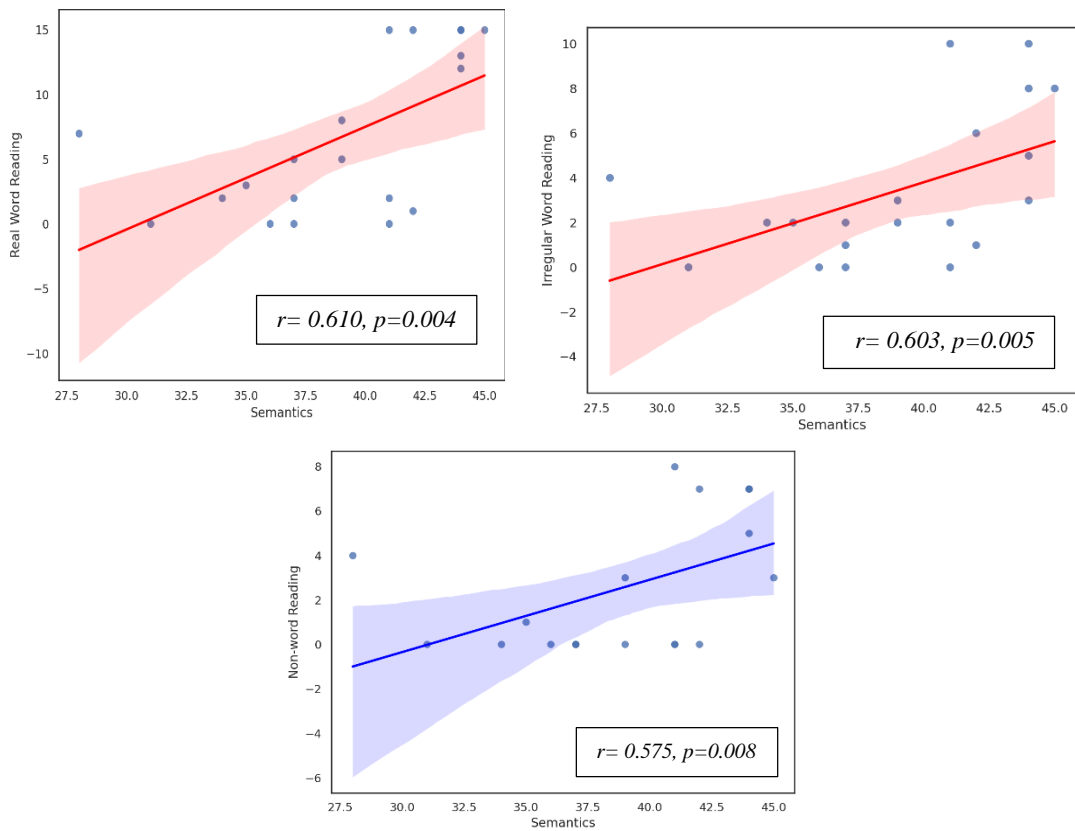 15
10
5
0
−5
−10
Real Word Reading
r= 0.610, p=0.004
27.5 30.0 32.5 35.0 37.5 40.0 42.5 45.0
Semantics
10
8
6
4
2
0
−2
−4
Irregular Word Reading
r= 0.603, p=0.005
27.5 30.0 32.5 35.0 37.5 40.0 42.5 45.0
Semantics
8
6
4
2
0
−2
−4
−6
Non-word Reading
r= 0.575, p=0.008
27.5 30.0 32.5 35.0 37.5 40.0 42.5 45.0
Semantics